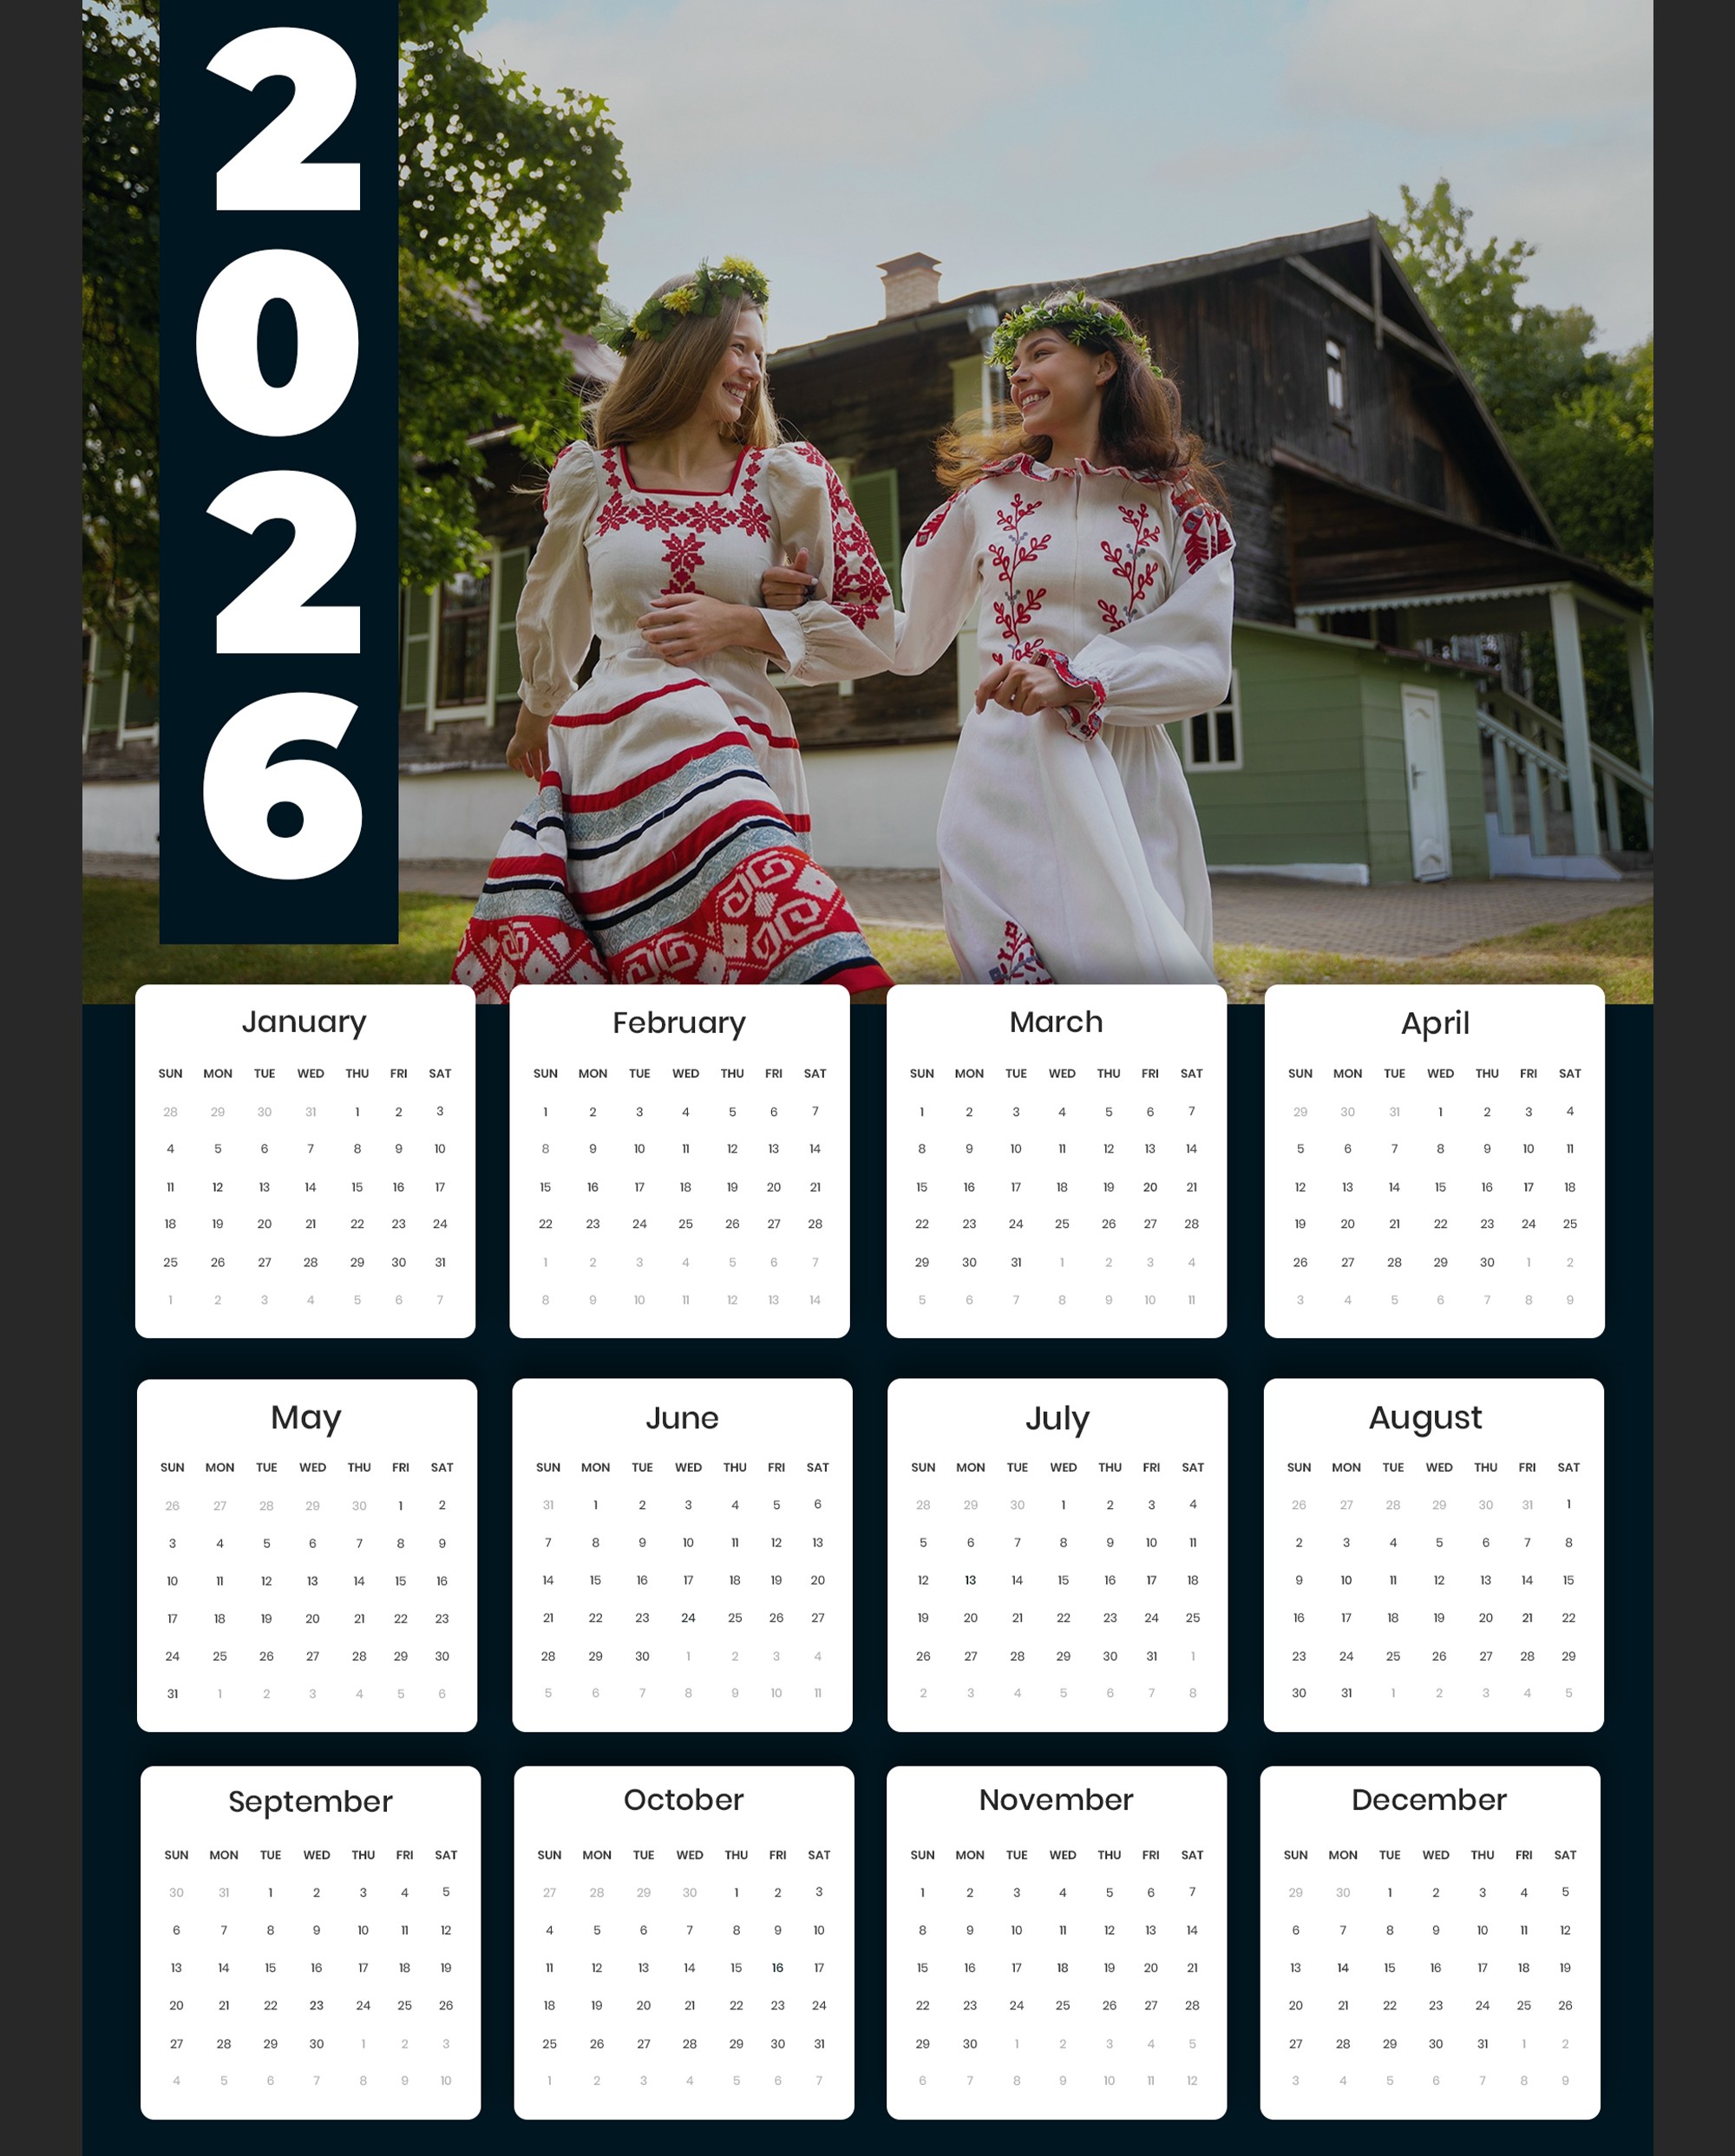 2
0
2
6
January
SUN MON TUE WED THU FRI SAT
28 29 30 31 1 2 3
4 5 6 7 8 9 10
11 12 13 14 15 16 17
18 19 20 21 22 23 24
25 26 27 28 29 30 31
1 2 3 4 5 6 7
February
SUN MON TUE WED THU FRI SAT
1 2 3 4 5 6 7
8 9 10 11 12 13 14
15 16 17 18 19 20 21
22 23 24 25 26 27 28
1 2 3 4 5 6 7
8 9 10 11 12 13 14
March
SUN MON TUE WED THU FRI SAT
1 2 3 4 5 6 7
8 9 10 11 12 13 14
15 16 17 18 19 20 21
22 23 24 25 26 27 28
29 30 31 1 2 3 4
5 6 7 8 9 10 11
April
SUN MON TUE WED THU FRI SAT
29 30 31 1 2 3 4
5 6 7 8 9 10 11
12 13 14 15 16 17 18
19 20 21 22 23 24 25
26 27 28 29 30 1 2
3 4 5 6 7 8 9
May
SUN MON TUE WED THU FRI SAT
26 27 28 29 30 1 2
3 4 5 6 7 8 9
10 11 12 13 14 15 16
17 18 19 20 21 22 23
24 25 26 27 28 29 30
31 1 2 3 4 5 6
June
SUN MON TUE WED THU FRI SAT
31 1 2 3 4 5 6
7 8 9 10 11 12 13
14 15 16 17 18 19 20
21 22 23 24 25 26 27
28 29 30 1 2 3 4
5 6 7 8 9 10 11
July
SUN MON TUE WED THU FRI SAT
28 29 30 1 2 3 4
5 6 7 8 9 10 11
12 13 14 15 16 17 18
19 20 21 22 23 24 25
26 27 28 29 30 31 1
2 3 4 5 6 7 8
August
SUN MON TUE WED THU FRI SAT
26 27 28 29 30 31 1
2 3 4 5 6 7 8
9 10 11 12 13 14 15
16 17 18 19 20 21 22
23 24 25 26 27 28 29
30 31 1 2 3 4 5
September
SUN MON TUE WED THU FRI SAT
30 31 1 2 3 4 5
6 7 8 9 10 11 12
13 14 15 16 17 18 19
20 21 22 23 24 25 26
27 28 29 30 1 2 3
4 5 6 7 8 9 10
October
SUN MON TUE WED THU FRI SAT
27 28 29 30 1 2 3
4 5 6 7 8 9 10
11 12 13 14 15 16 17
18 19 20 21 22 23 24
25 26 27 28 29 30 31
1 2 3 4 5 6 7
November
SUN MON TUE WED THU FRI SAT
1 2 3 4 5 6 7
8 9 10 11 12 13 14
15 16 17 18 19 20 21
22 23 24 25 26 27 28
29 30 1 2 3 4 5
6 7 8 9 10 11 12
December
SUN MON TUE WED THU FRI SAT
29 30 1 2 3 4 5
6 7 8 9 10 11 12
13 14 15 16 17 18 19
20 21 22 23 24 25 26
27 28 29 30 31 1 2
3 4 5 6 7 8 9